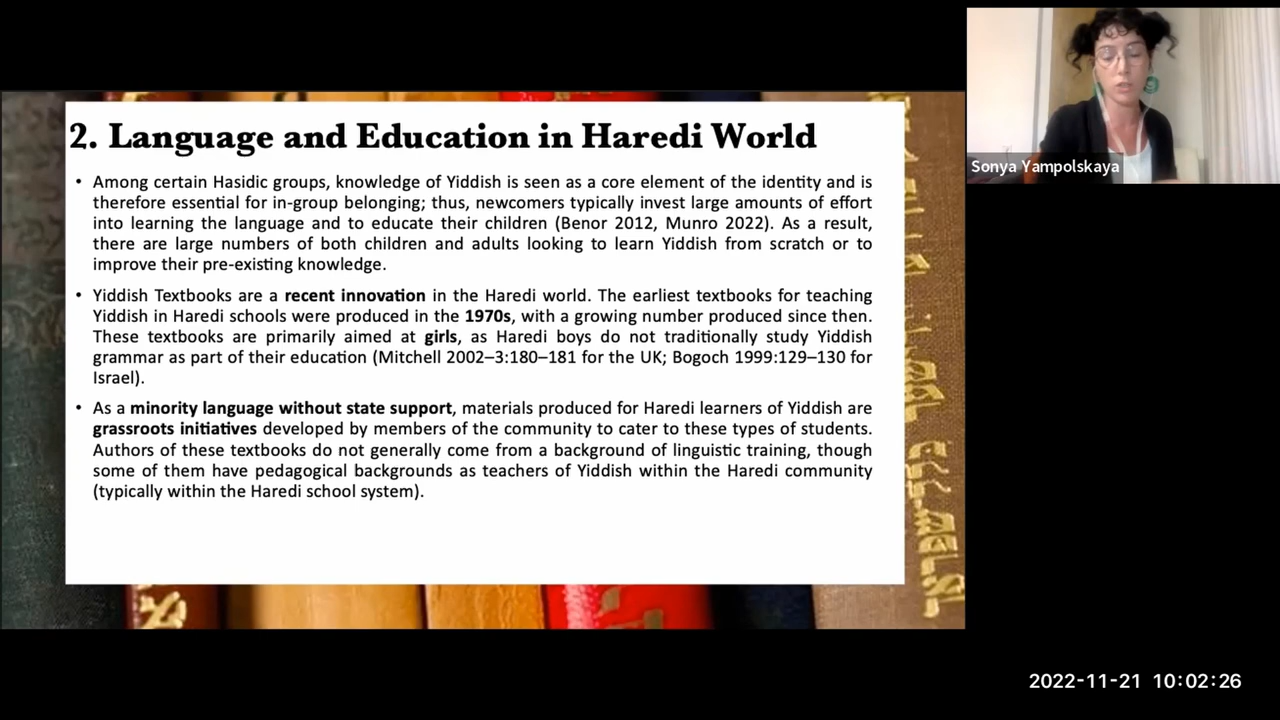 2. Language and Education in Haredi World
• Among certain Hasidic groups, knowledge of Yiddish is seen as a core element of the identity and is
therefore essential for in-group belonging; thus, newcomers typically invest large amounts of effort
into learning the language and to educate their children (Benor 2012, Munro 2022). As a result,
there are large numbers of both children and adults looking to learn Yiddish from scratch or to
improve their pre-existing knowledge.
• Yiddish Textbooks are a recent innovation in the Haredi world. The earliest textbooks for teaching
Yiddish in Haredi schools were produced in the 1970s, with a growing number produced since then.
These textbooks are primarily aimed at girls, as Haredi boys do not traditionally study Yiddish
grammar as part of their education (Mitchell 2002–3:180–181 for the UK; Bogoch 1999:129–130 for
Israel).
• As a minority language without state support, materials produced for Haredi learners of Yiddish are
grassroots initiatives developed by members of the community to cater to these types of students.
Authors of these textbooks do not generally come from a background of linguistic training, though
some of them have pedagogical backgrounds as teachers of Yiddish within the Haredi community
(typically within the Haredi school system).
Sonya Yampolskaya
2022-11-21 10:02:26